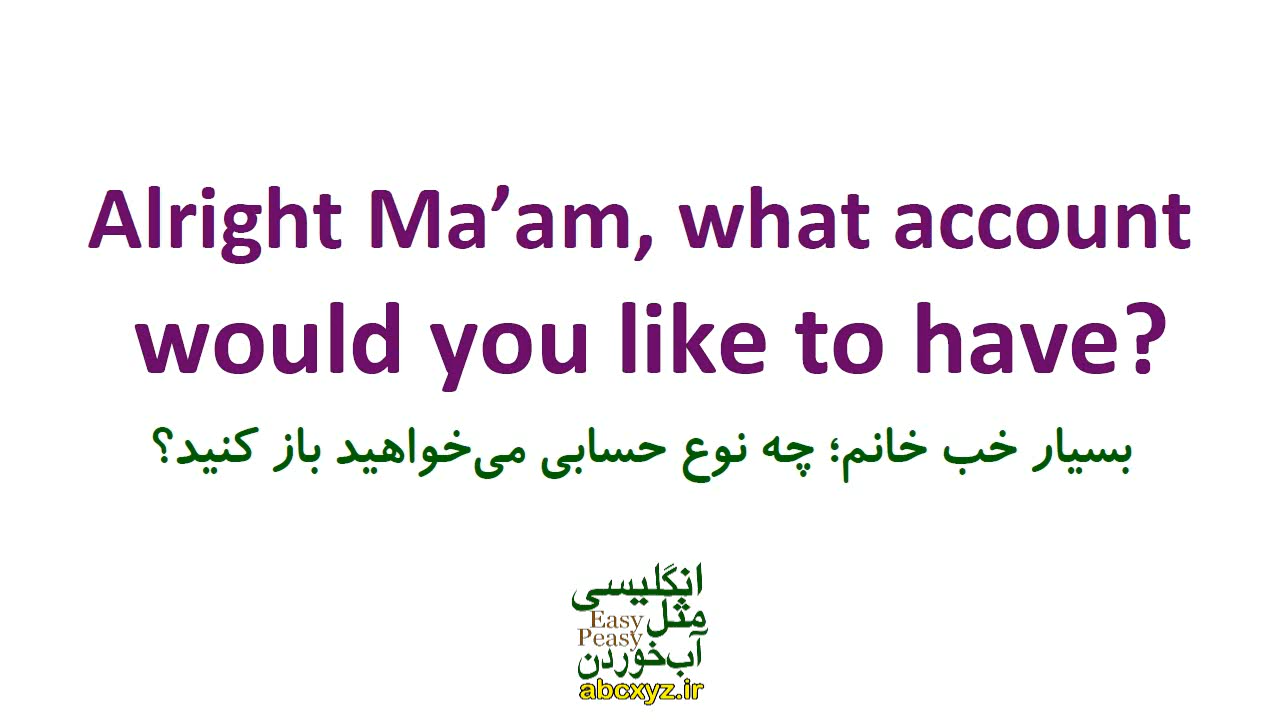 Alright Ma’am, what account
would you like to have?
بسیار خب خانم؛ چه نوع حسابی می‌خواهید باز کنید؟
انگلیسی
مثل
Easy
Peasy
آب‌خوردن
abcxyz.ir